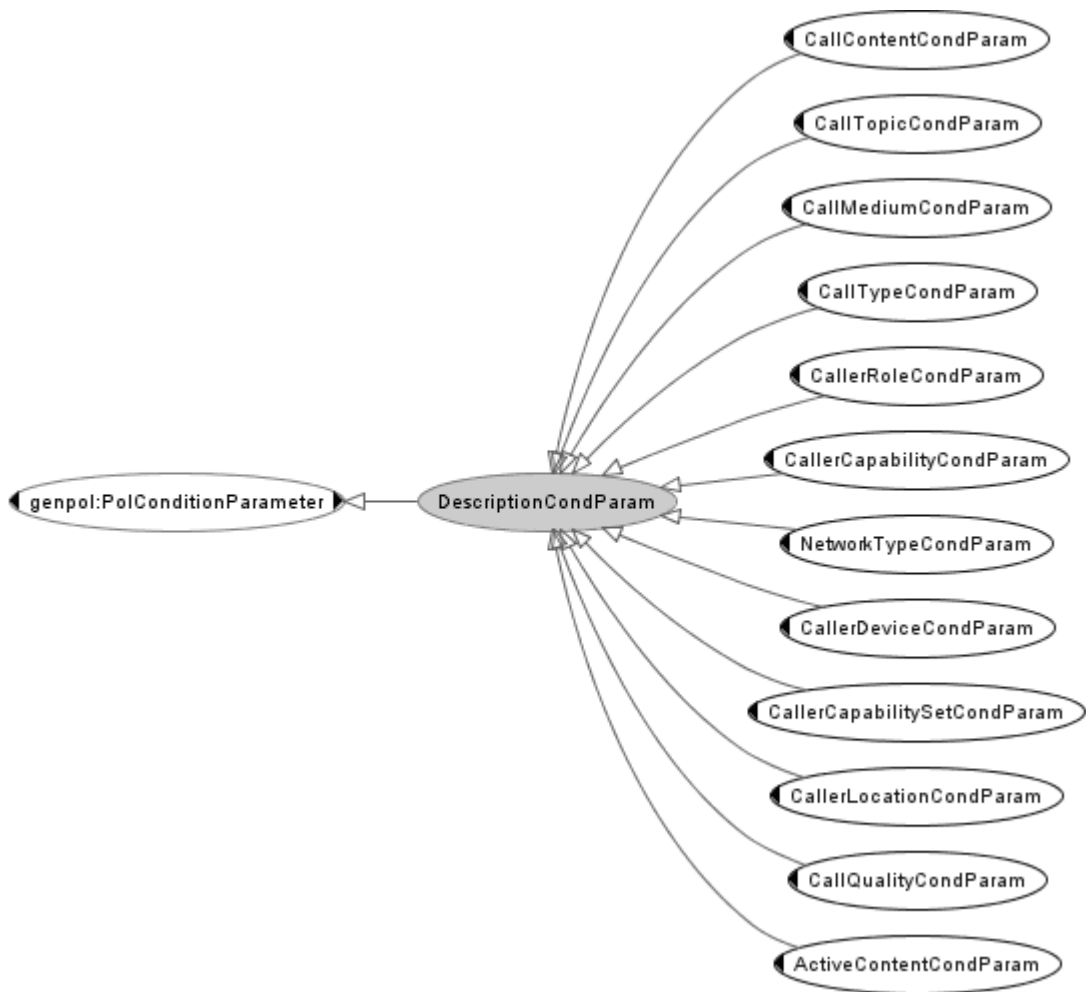 CallContentCondParam
CallTopicCondParam
CallMediumCondParam
CallTypeCondParam
CallerRoleCondParam
CallerCapabilityCondParam
genpol:PolConditionParameter
DescriptionCondParam
NetworkTypeCondParam
CallerDeviceCondParam
CallerCapabilitySetCondParam
CallerLocationCondParam
CallQualityCondParam
ActiveContentCondParam